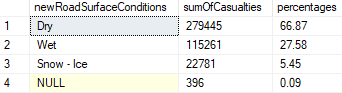 newRoadSurfaceConditions sumOfCasualties percentages
1 Dry 279445 66.87
2 Wet 115261 27.58
3 Snow - Ice 22781 5.45
4 NULL 396 0.09